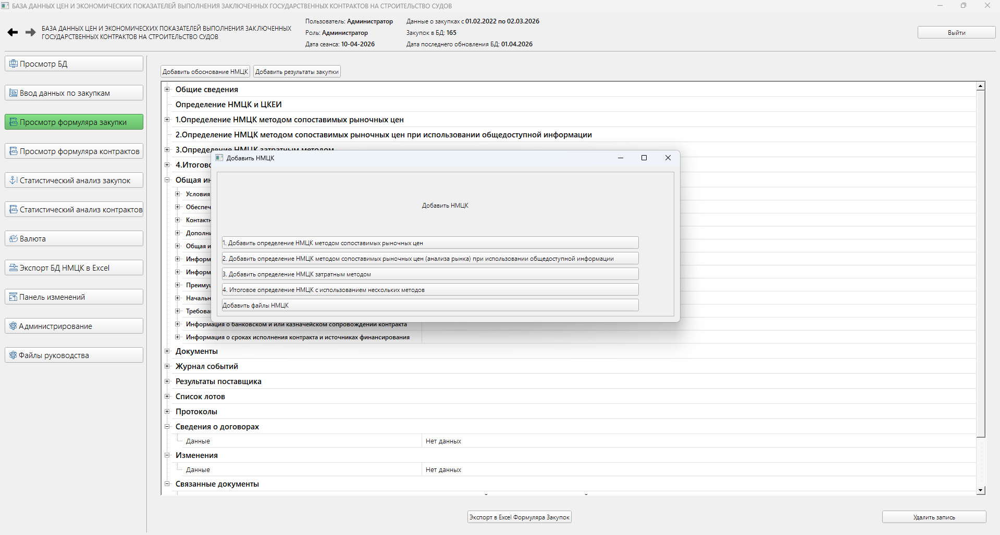 БАЗА ДАННЫХ ЦЕН И ЭКОНОМИЧЕСКИХ ПОКАЗАТЕЛЕЙ ВЫПОЛНЕНИЯ ЗАКЛЮЧЕННЫХ ГОСУДАРСТВЕННЫХ КОНТРАКТОВ НА СТРОИТЕЛЬСТВО СУДОВ
БАЗА ДАННЫХ ЦЕН И ЭКОНОМИЧЕСКИХ ПОКАЗАТЕЛЕЙ ВЫПОЛНЕНИЯ ЗАКЛЮЧЕННЫХ
ГОСУДАРСТВЕННЫХ КОНТРАКТОВ НА СТРОИТЕЛЬСТВО СУДОВ
Пользователь: Администратор
Роль: Администратор
Дата сеанса: 10-04-2026
Данные о закупках с 01.02.2022 по 02.03.2026
Закупок в БД: 165
Дата последнего обновления БД: 01.04.2026
Выйти
Просмотр БД
Ввод данных по закупкам
Просмотр формуляра закупки
Просмотр формуляра контрактов
Статистический анализ закупок
Статистический анализ контрактов
Валюта
Экспорт БД НМЦК в Excel
Панель изменений
Администрирование
Файлы руководства
Добавить обоснование НМЦК
Добавить результаты закупки
Общие сведения
Определение НМЦК и ЦКЕИ
1.Определение НМЦК методом сопоставимых рыночных цен
2.Определение НМЦК методом сопоставимых рыночных цен при использовании общедоступной информации
3.Определение НМЦК затратным методом
4.Итогово
Общая ин
Условия
Обеспеч
Контактн
Дополни
Общая и
Информ
Информ
Преимущ
Начальн
Требован
Информация о банковском и или казначейском сопровождении контракта
Информация о сроках исполнения контракта и источниках финансирования
Документы
Журнал событий
Результаты поставщика
Список лотов
Протоколы
Сведения о договорах
Данные
Нет данных
Изменения
Данные
Нет данных
Связанные документы
Добавить НМЦК
Добавить НМЦК
1. Добавить определение НМЦК методом сопоставимых рыночных цен
2. Добавить определение НМЦК методом сопоставимых рыночных цен (анализа рынка) при использовании общедоступной информации
3. Добавить определение НМЦК затратным методом
4. Итоговое определение НМЦК с использованием нескольких методов
Добавить файлы НМЦК
Экспорт в Excel Формуляра Закупок
Удалить запись